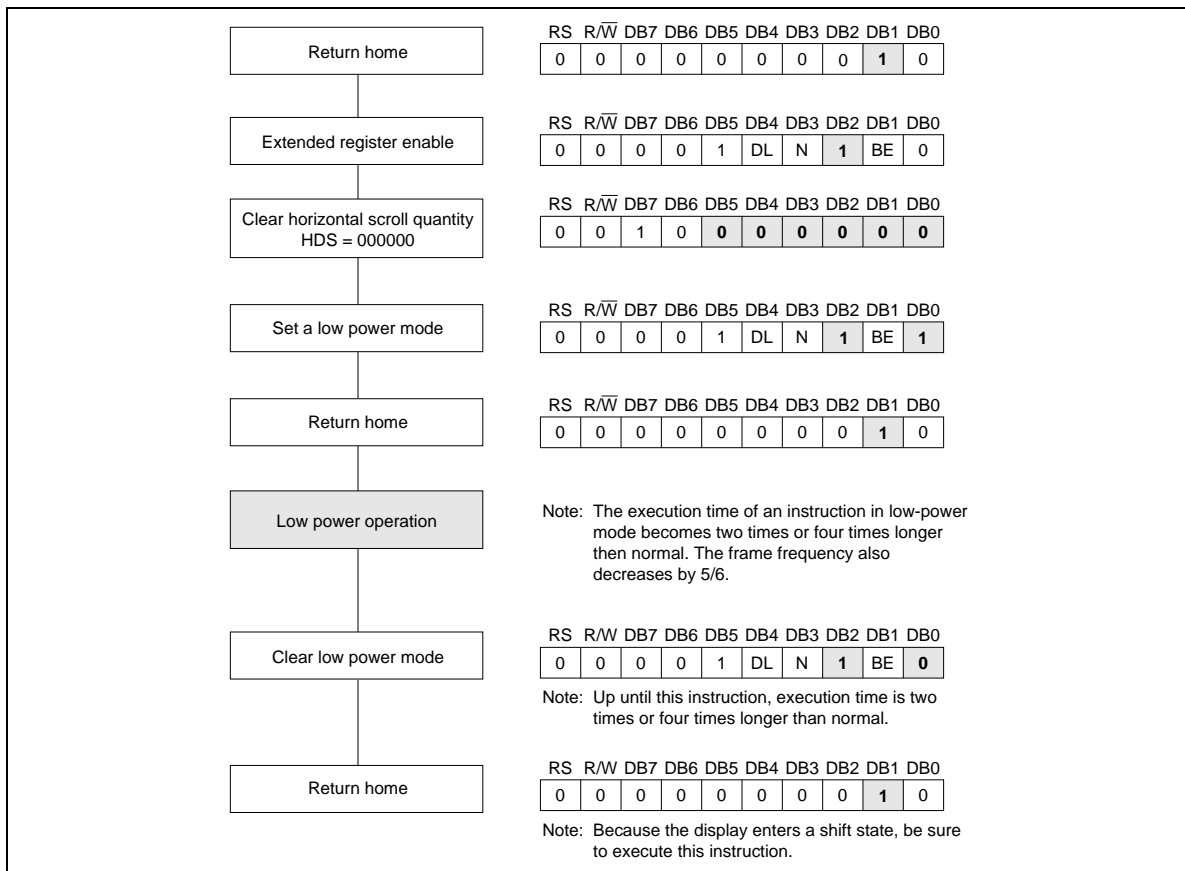 Return home
RS R/W̅ DB7 DB6 DB5 DB4 DB3 DB2 DB1 DB0
0 0 0 0 0 0 0 0 1 0
Extended register enable
RS R/W̅ DB7 DB6 DB5 DB4 DB3 DB2 DB1 DB0
0 0 0 0 1 DL N 1 BE 0
Clear horizontal scroll quantity
HDS = 000000
RS R/W̅ DB7 DB6 DB5 DB4 DB3 DB2 DB1 DB0
0 0 1 0 0 0 0 0 0 0
Set a low power mode
RS R/W̅ DB7 DB6 DB5 DB4 DB3 DB2 DB1 DB0
0 0 0 0 1 DL N 1 BE 1
Return home
RS R/W̅ DB7 DB6 DB5 DB4 DB3 DB2 DB1 DB0
0 0 0 0 0 0 0 0 1 0
Low power operation
Note: The execution time of an instruction in low-power
mode becomes two times or four times longer
then normal. The frame frequency also
decreases by 5/6.
Clear low power mode
RS R/W DB7 DB6 DB5 DB4 DB3 DB2 DB1 DB0
0 0 0 0 1 DL N 1 BE 0
Note: Up until this instruction, execution time is two
times or four times longer than normal.
Return home
RS R/W DB7 DB6 DB5 DB4 DB3 DB2 DB1 DB0
0 0 0 0 0 0 0 0 1 0
Note: Because the display enters a shift state, be sure
to execute this instruction.